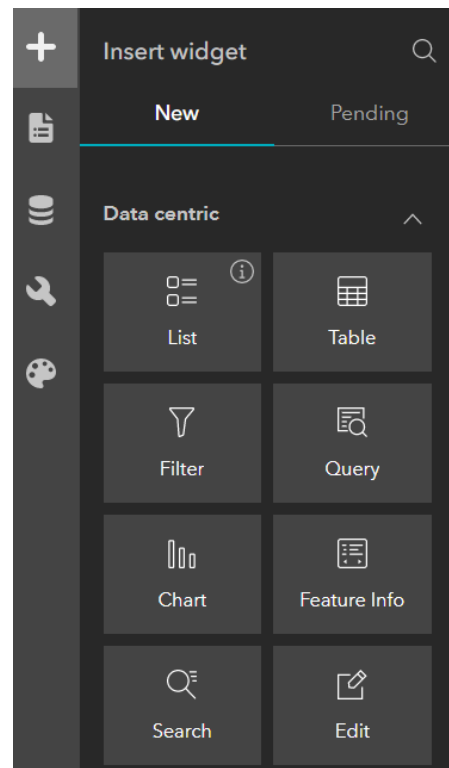 Insert widget
New Pending
Data centric
List Table
Filter Query
Chart Feature Info
Search Edit